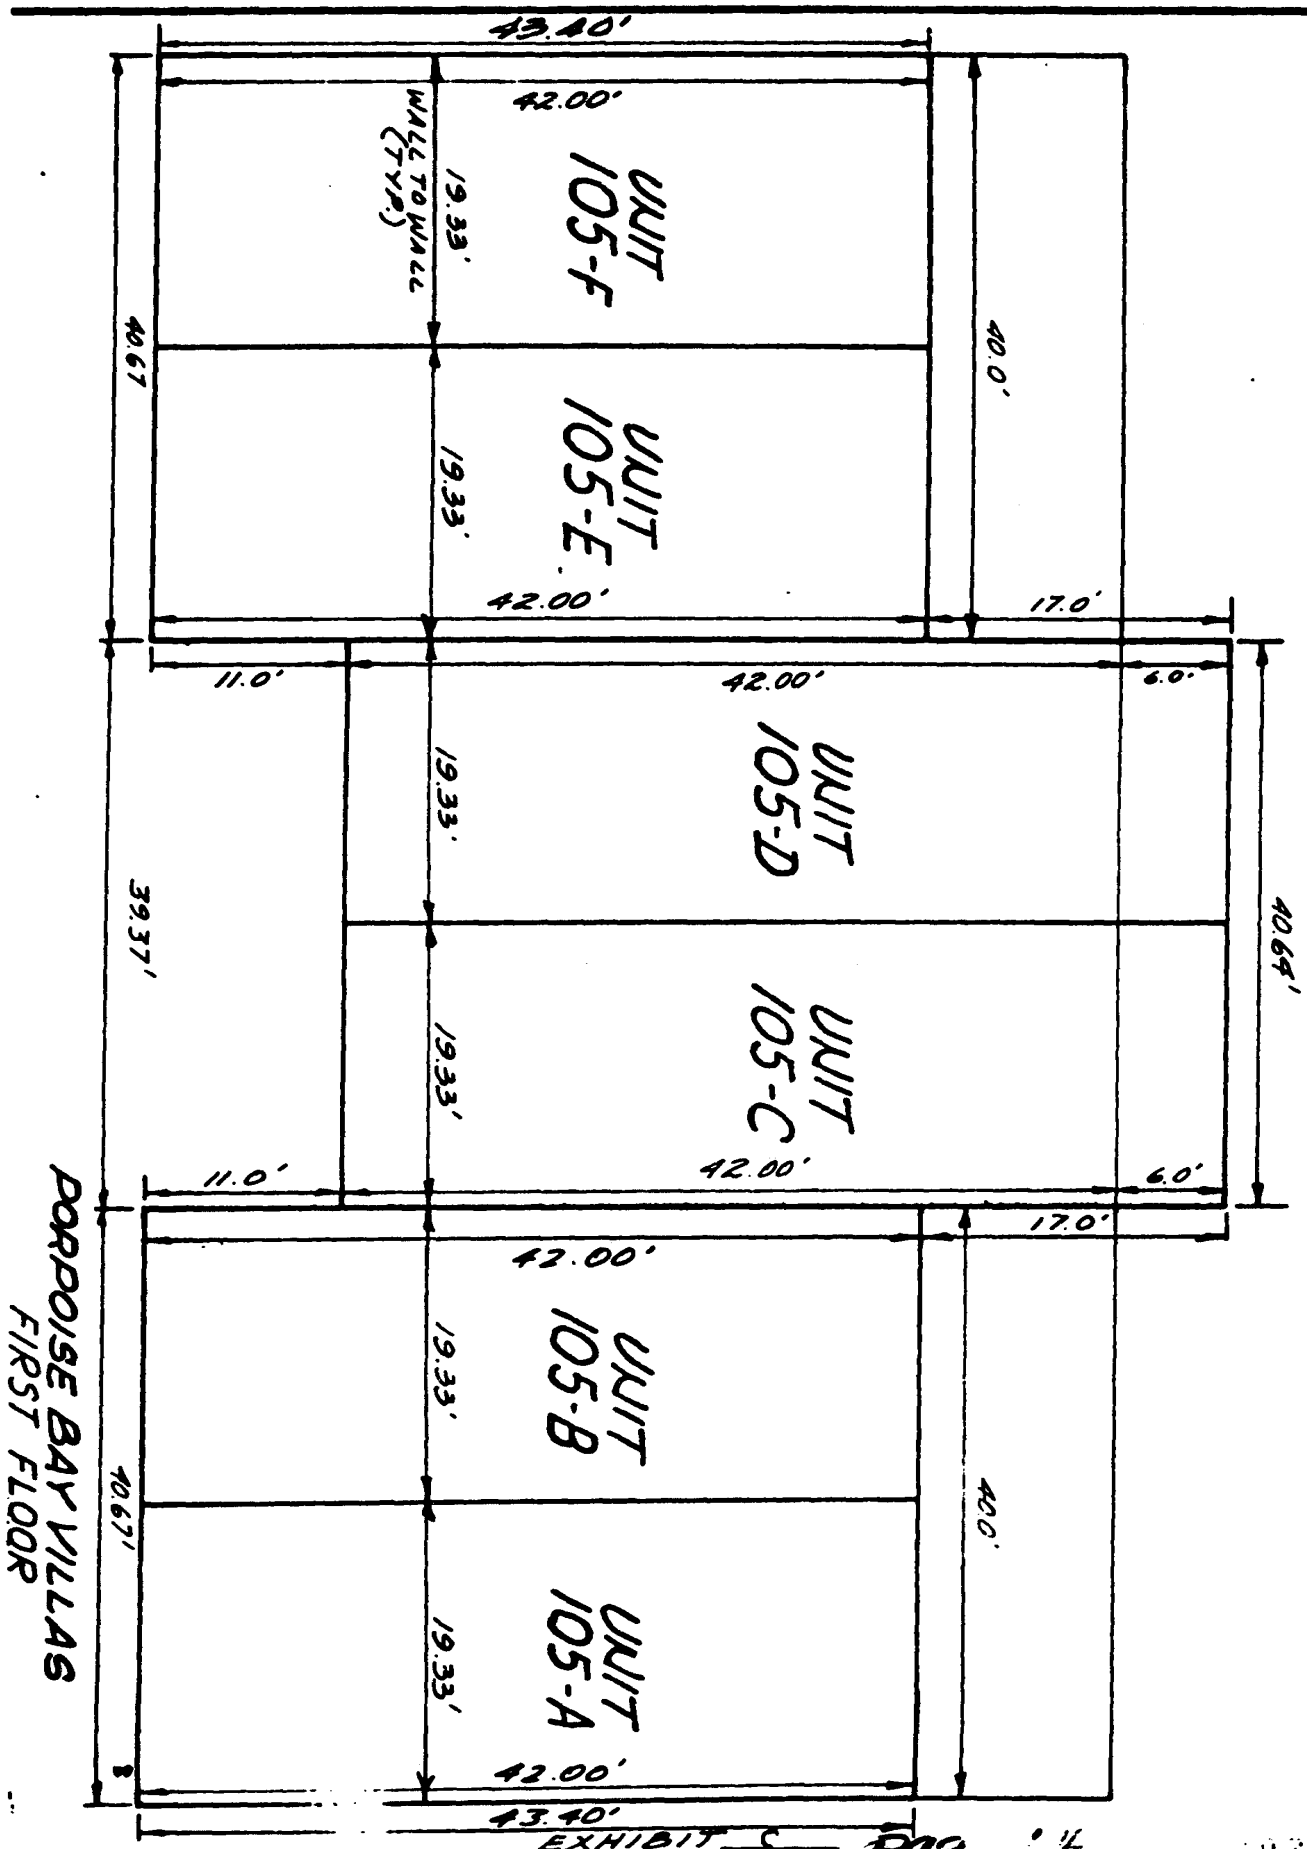 43.40'
42.00'
WALL TO WALL
(TYP.)
19.33'
UNIT
105-F
40.0'
40.67
19.33'
UNIT
105-E
42.00'
17.0'
11.0'
42.00'
6.0'
19.33'
UNIT
105-D
40.64'
39.37'
19.33'
UNIT
105-C
11.0'
42.00'
6.0'
17.0'
42.00'
19.33'
UNIT
105-B
40.0'
40.67'
19.33'
UNIT
105-A
42.00'
43.40'
PORPOISE BAY VILLAS
FIRST FLOOR
EXHIBIT C